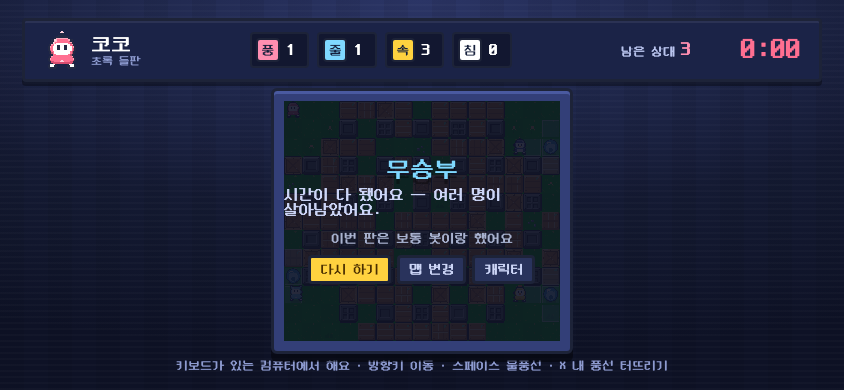 코코
초록 들판
풍 1
줄 1
속 3
침 0
남은 상대 3
0:00
무승부
시간이 다 됐어요 — 여러 명이
살아남았어요.
이번 판은 보통 봇이랑 했어요
다시 하기
맵 변경
캐릭터
키보드가 있는 컴퓨터에서 해요 · 방향키 이동 · 스페이스 물풍선 · X 내 풍선 터뜨리기